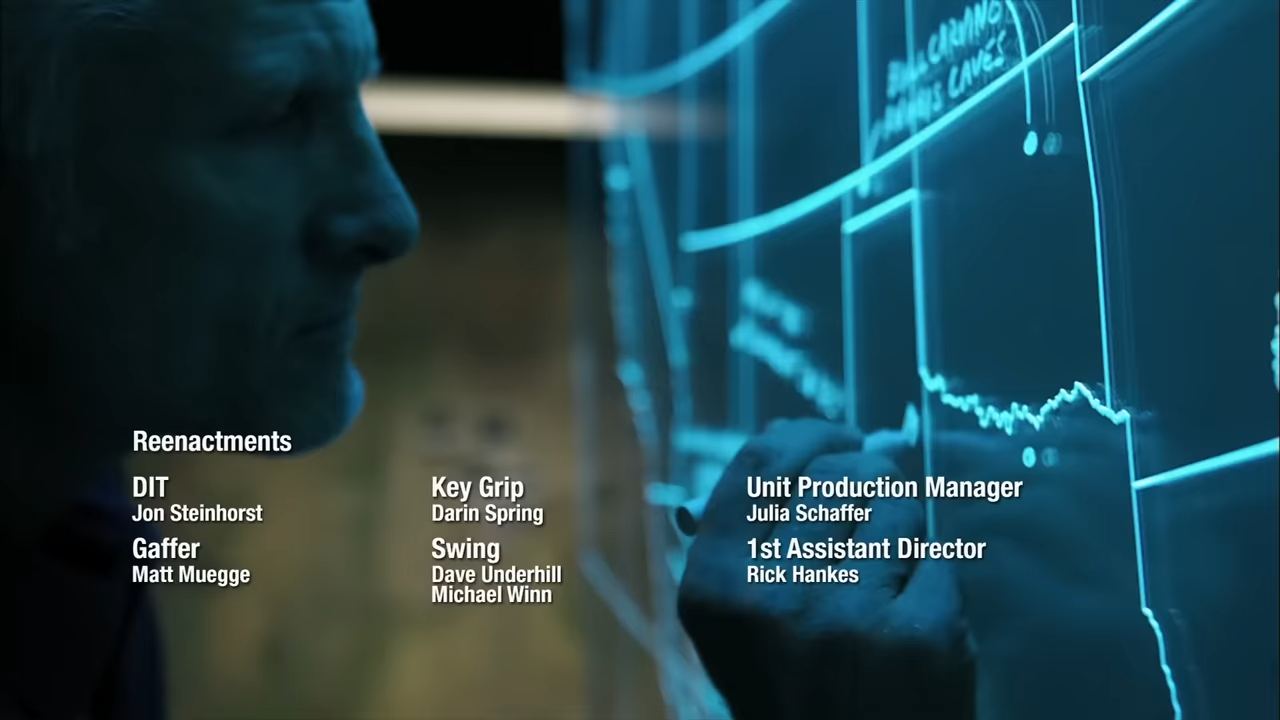 CAVES
Reenactments
DIT
Jon Steinhorst
Gaffer
Matt Muegge
Key Grip
Darin Spring
Swing
Dave Underhill
Michael Winn
Unit Production Manager
Julia Schaffer
1st Assistant Director
Rick Hankes